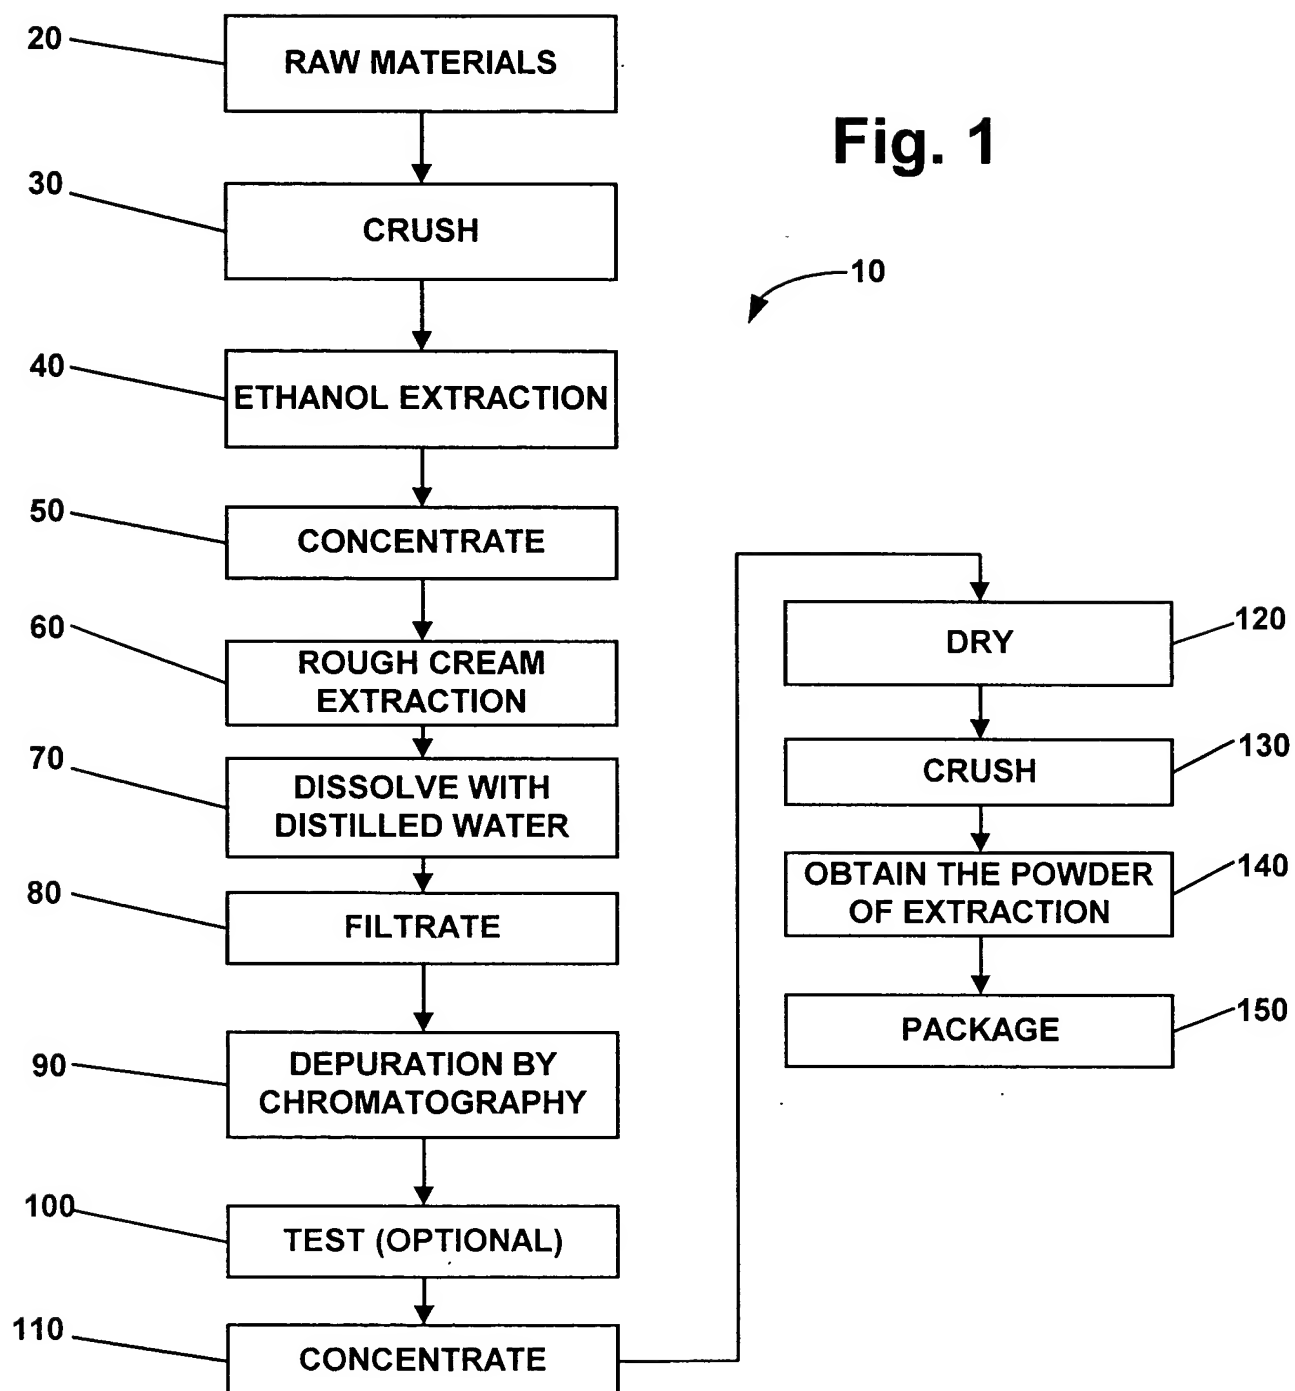 20
RAW MATERIALS
Fig. 1
30
CRUSH
10
40
ETHANOL EXTRACTION
50
CONCENTRATE
60
ROUGH CREAM
EXTRACTION
70
DISSOLVE WITH
DISTILLED WATER
80
FILTRATE
90
DEPURATION BY
CHROMATOGRAPHY
100
TEST (OPTIONAL)
110
CONCENTRATE
DRY
120
CRUSH
130
OBTAIN THE POWDER
OF EXTRACTION
140
PACKAGE
150